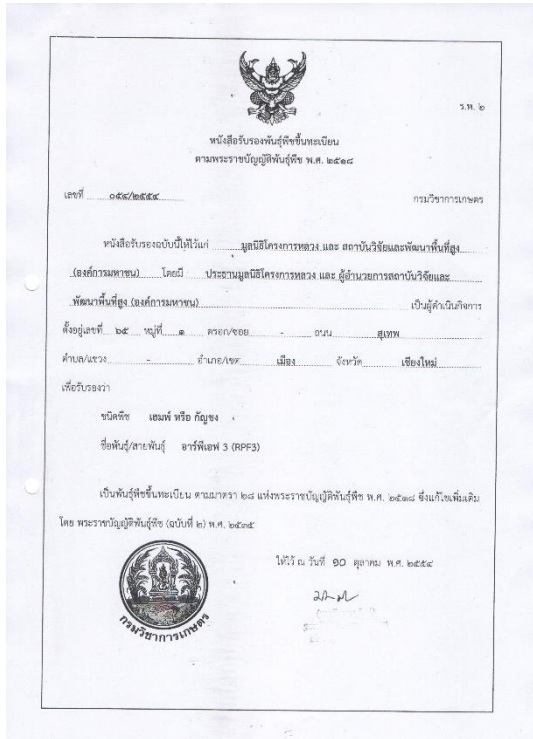 ร.พ. ๒
หนังสือรับรองพันธุ์พืชขึ้นทะเบียน
ตามพระราชบัญญัติพันธุ์พืช พ.ศ. ๒๕๑๘
เลขที่ ๐๕๔/๒๕๕๔ กรมวิชาการเกษตร
หนังสือรับรองฉบับนี้ให้ไว้แก่ มูลนิธิโครงการหลวง และ สถาบันวิจัยและพัฒนาพื้นที่สูง
(องค์การมหาชน) โดยมี ประธานมูลนิธิโครงการหลวง และ ผู้อำนวยการสถาบันวิจัยและ
พัฒนาพื้นที่สูง (องค์การมหาชน) เป็นผู้ดำเนินกิจการ
ตั้งอยู่เลขที่ ๖๕ หมู่ที่ ๑ ตรอก/ซอย - ถนน สุเทพ
ตำบล/แขวง - อำเภอ/เขต เมือง จังหวัด เชียงใหม่
เพื่อรับรองว่า
ชนิดพืช เฮมพ์ หรือ กัญชง
ชื่อพันธุ์/สายพันธุ์ อาร์พีเอฟ 3 (RPF3)
เป็นพันธุ์พืชขึ้นทะเบียน ตามมาตรา ๒๘ แห่งพระราชบัญญัติพันธุ์พืช พ.ศ. ๒๕๑๘ ซึ่งแก้ไขเพิ่มเติม
โดย พระราชบัญญัติพันธุ์พืช (ฉบับที่ ๒) พ.ศ. ๒๕๓๕
ให้ไว้ ณ วันที่ ๑๐ ตุลาคม พ.ศ. ๒๕๕๔
กรมวิชาการเกษตร